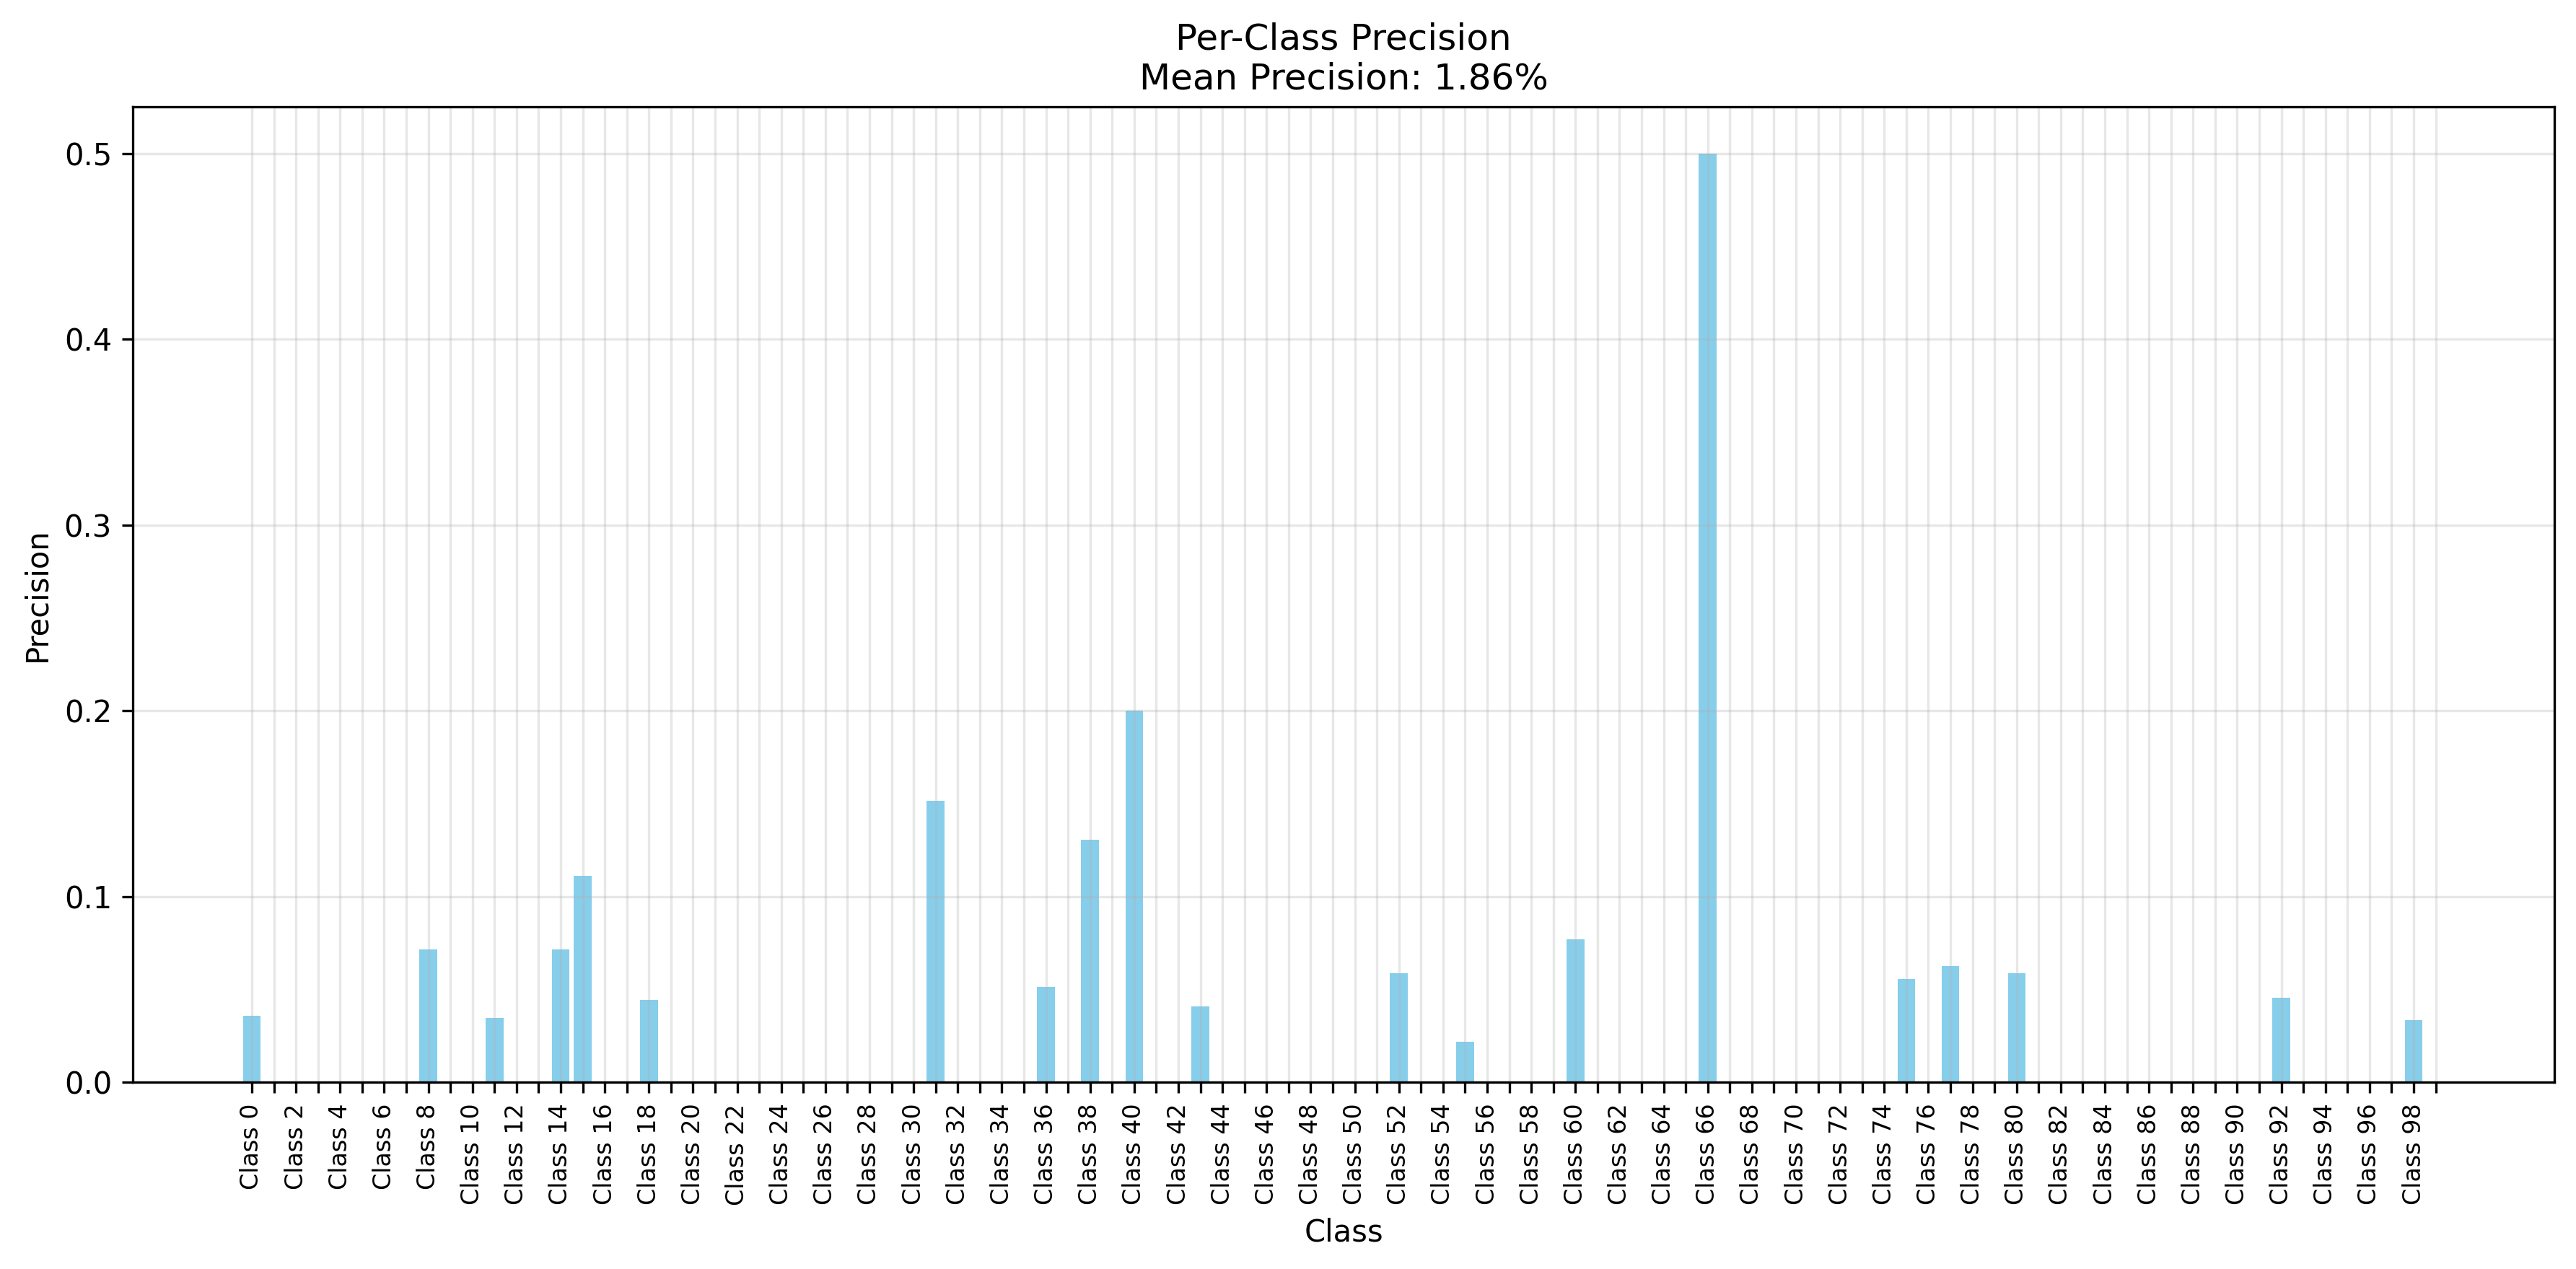 Per-Class Precision
Mean Precision: 1.86%
Precision
0.5
0.4
0.3
0.2
0.1
0.0
Class 0
Class 2
Class 4
Class 6
Class 8
Class 10
Class 12
Class 14
Class 16
Class 18
Class 20
Class 22
Class 24
Class 26
Class 28
Class 30
Class 32
Class 34
Class 36
Class 38
Class 40
Class 42
Class 44
Class 46
Class 48
Class 50
Class 52
Class 54
Class 56
Class 58
Class 60
Class 62
Class 64
Class 66
Class 68
Class 70
Class 72
Class 74
Class 76
Class 78
Class 80
Class 82
Class 84
Class 86
Class 88
Class 90
Class 92
Class 94
Class 96
Class 98
Class